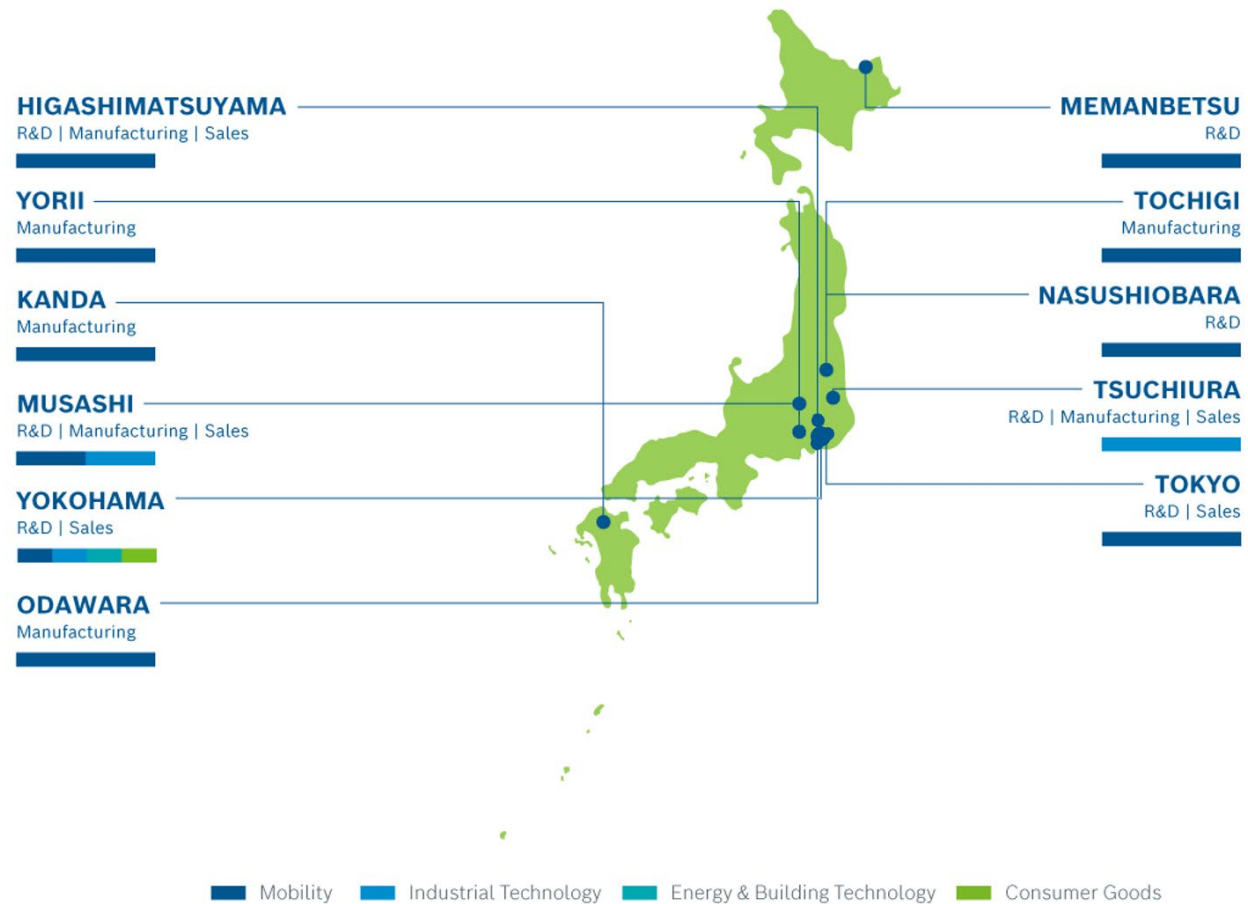 HIGASHIMATSUYAMA
R&D | Manufacturing | Sales
YORII
Manufacturing
KANDA
Manufacturing
MUSASHI
R&D | Manufacturing | Sales
YOKOHAMA
R&D | Sales
ODAWARA
Manufacturing
MEMANBETSU
R&D
TOCHIGI
Manufacturing
NASUSHIOBARA
R&D
TSUCHIURA
R&D | Manufacturing | Sales
TOKYO
R&D | Sales
Mobility Industrial Technology Energy & Building Technology Consumer Goods